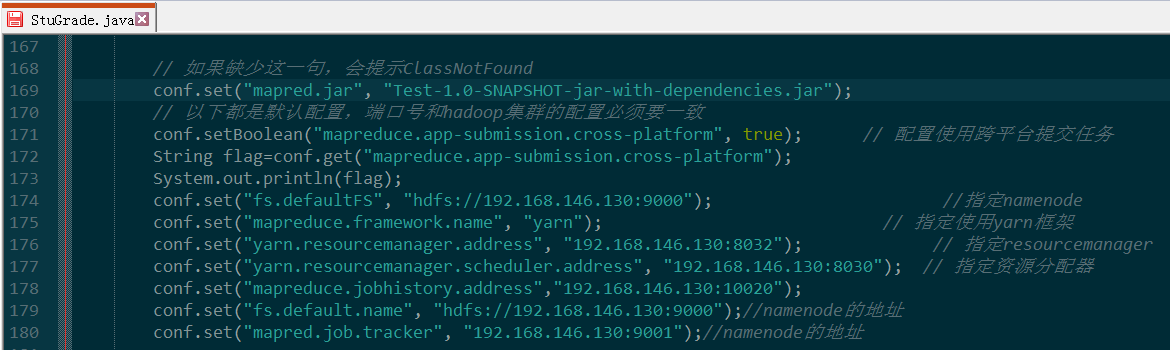 StuGrade.java
167
168 // 如果缺少这一句，会提示ClassNotFound
169 conf.set("mapred.jar", "Test-1.0-SNAPSHOT-jar-with-dependencies.jar");
170 // 以下都是默认配置，端口号和hadoop集群的配置必须要一致
171 conf.setBoolean("mapreduce.app-submission.cross-platform", true); // 配置使用跨平台提交任务
172 String flag=conf.get("mapreduce.app-submission.cross-platform");
173 System.out.println(flag);
174 conf.set("fs.defaultFS", "hdfs://192.168.146.130:9000"); //指定namenode
175 conf.set("mapreduce.framework.name", "yarn"); // 指定使用yarn框架
176 conf.set("yarn.resourcemanager.address", "192.168.146.130:8032"); // 指定resourcemanager
177 conf.set("yarn.resourcemanager.scheduler.address", "192.168.146.130:8030"); // 指定资源分配器
178 conf.set("mapreduce.jobhistory.address","192.168.146.130:10020");
179 conf.set("fs.default.name", "hdfs://192.168.146.130:9000");//namenode的地址
180 conf.set("mapred.job.tracker", "192.168.146.130:9001");//namenode的地址